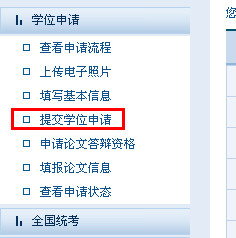 学位申请
查看申请流程
上传电子照片
填写基本信息
提交学位申请
申请论文答辩资格
填报论文信息
查看申请状态
全国统考
您